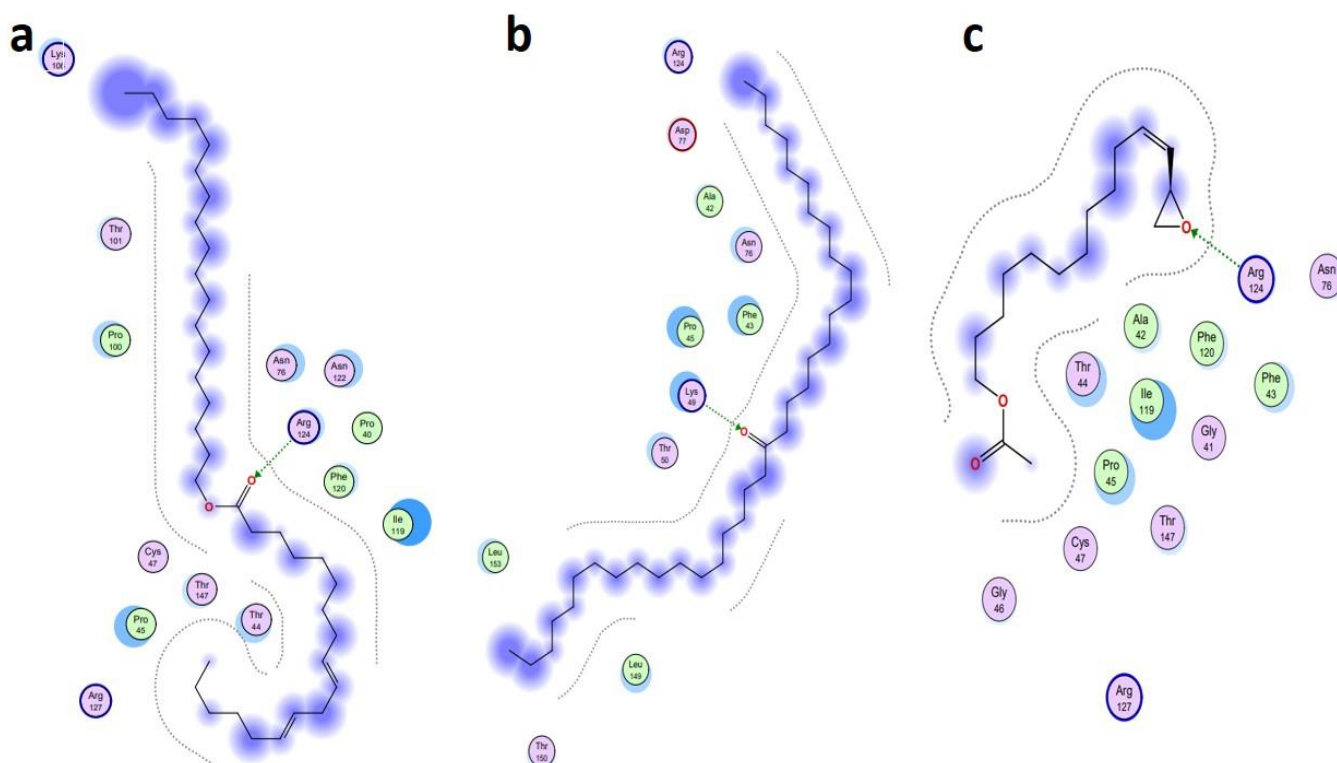 a
b
c
Lys
106
Thr
101
Pro
100
Asn
76
Asn
122
Arg
124
Pro
40
Phe
120
Ile
119
O
O
Cys
47
Thr
147
Thr
44
Pro
45
Arg
127
Arg
124
Asp
77
Ala
42
Asn
76
Pro
45
Phe
43
Lys
49
O
Thr
50
Leu
153
Leu
149
Thr
150
O
Arg
124
Asn
76
Ala
42
Phe
120
Thr
44
Ile
119
Phe
43
O
Gly
41
O
Pro
45
Thr
147
Cys
47
Gly
46
Arg
127